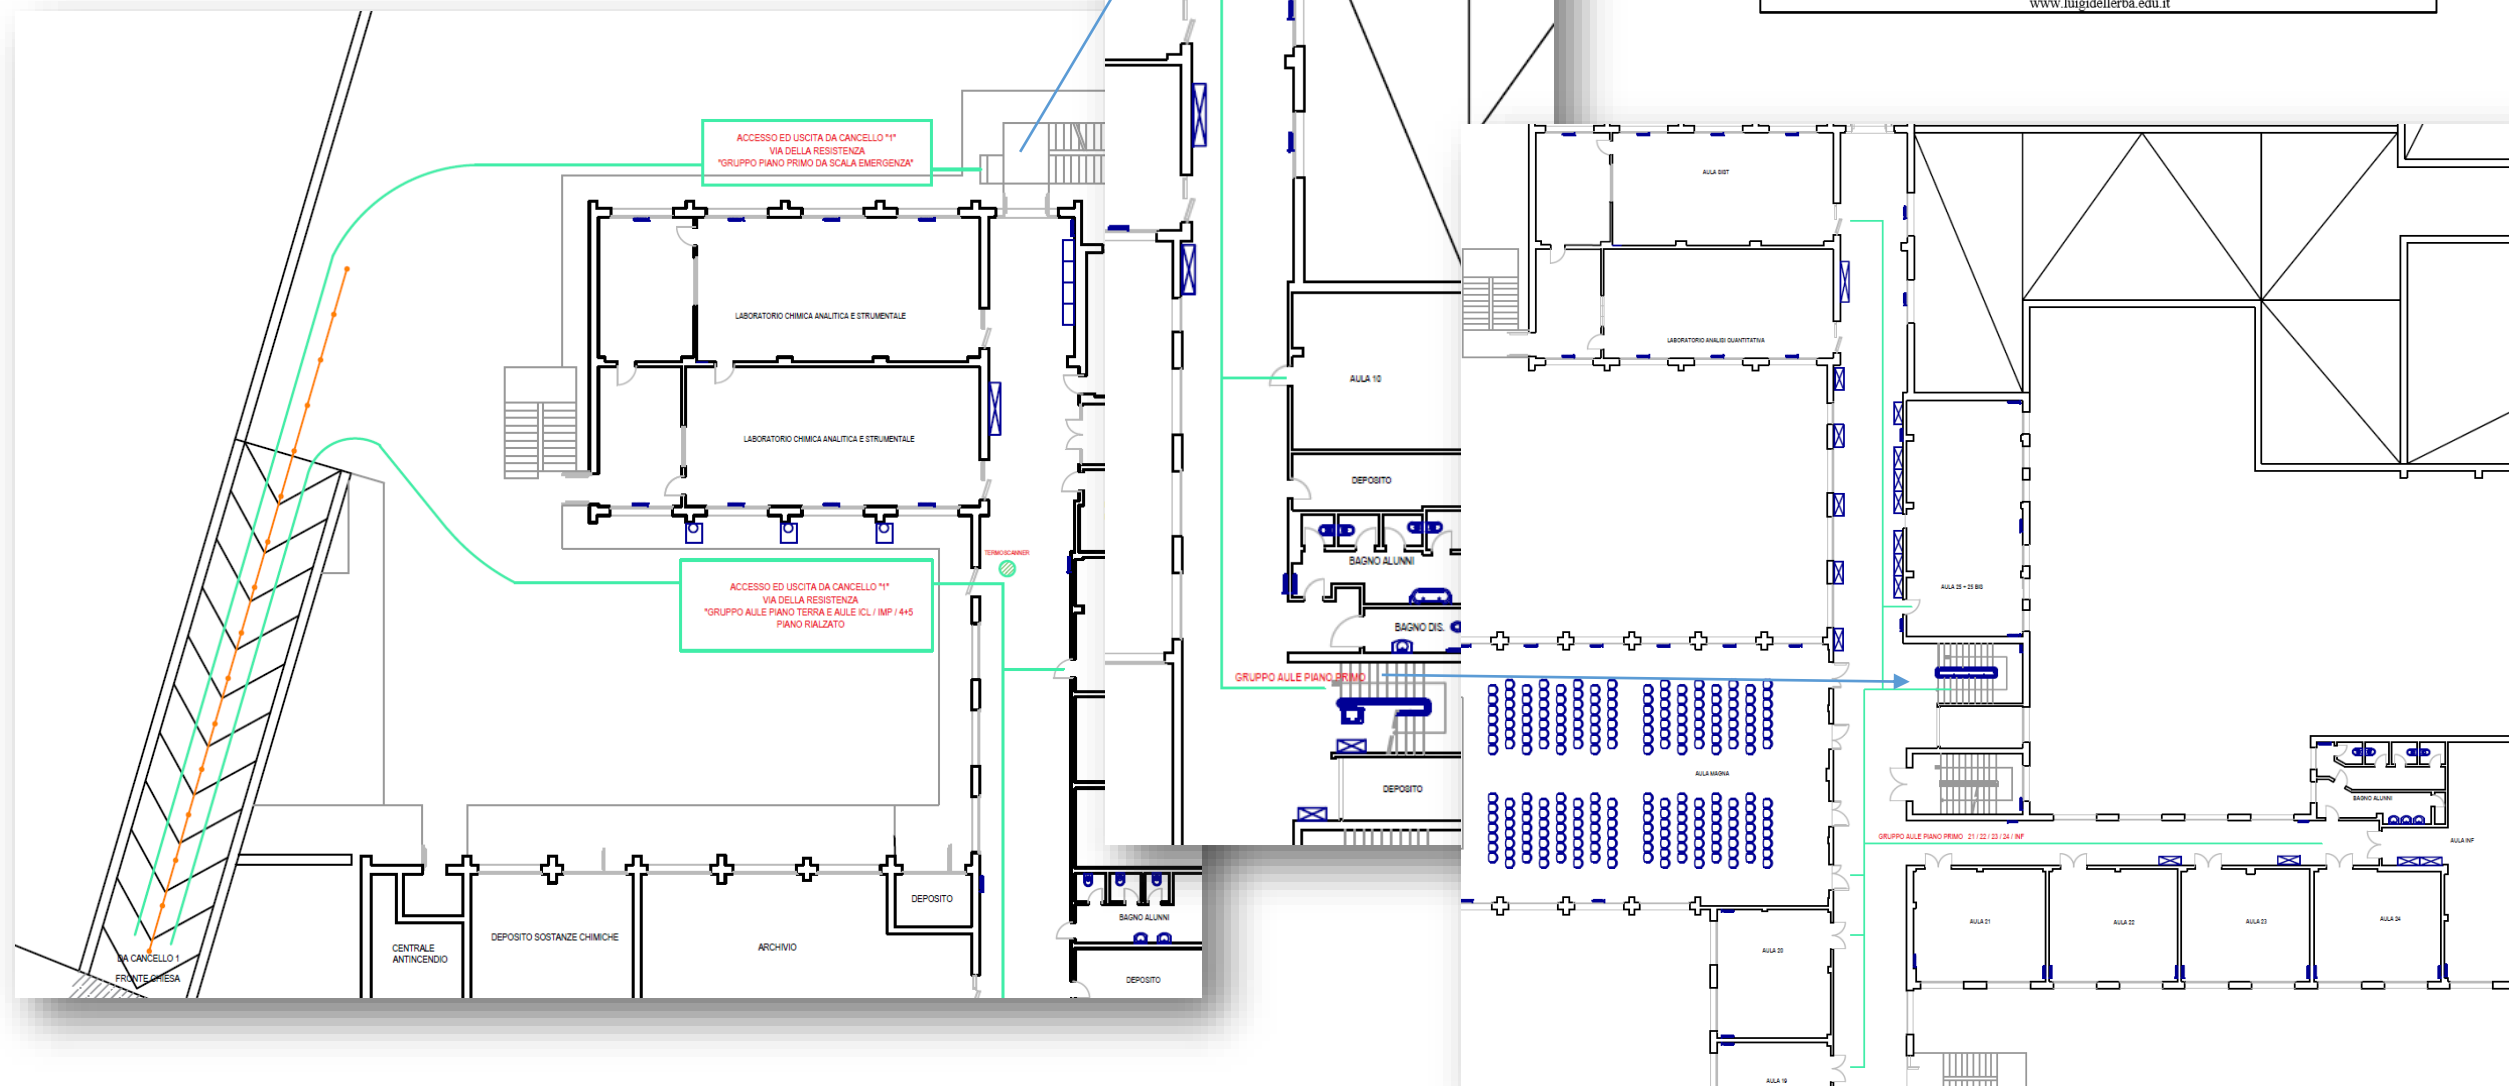 www.luigidellerba.edu.it
ACCESSO ED USCITA DA CANCELLO "1"
VIA DELLA RESISTENZA
"GRUPPO PIANO PRIMO DA SCALA EMERGENZA"
LABORATORIO CHIMICA ANALITICA E STRUMENTALE
LABORATORIO CHIMICA ANALITICA E STRUMENTALE
TERMOSCANNER
ACCESSO ED USCITA DA CANCELLO "1"
VIA DELLA RESISTENZA
"GRUPPO AULE PIANO TERRA E AULE ICL / IMP / 4+5
PIANO RIALZATO
DEPOSITO
DEPOSITO SOSTANZE CHIMICHE
ARCHIVIO
CENTRALE
ANTINCENDIO
DA CANCELLO 1
FRONTE CHIESA
BAGNO ALUNNI
DEPOSITO
AULA 10
DEPOSITO
BAGNO ALUNNI
BAGNO DIS.
GRUPPO AULE PIANO PRIMO
DEPOSITO
AULA DIST
LABORATORIO ANALISI QUANTITATIVA
AULA 25 - 25 BIS
AULA MAGNA
BAGNO ALUNNI
GRUPPO AULE PIANO PRIMO 21 / 22 / 23 / 24 / INF
AULA INF
AULA 21
AULA 22
AULA 23
AULA 24
AULA 20
AULA 19